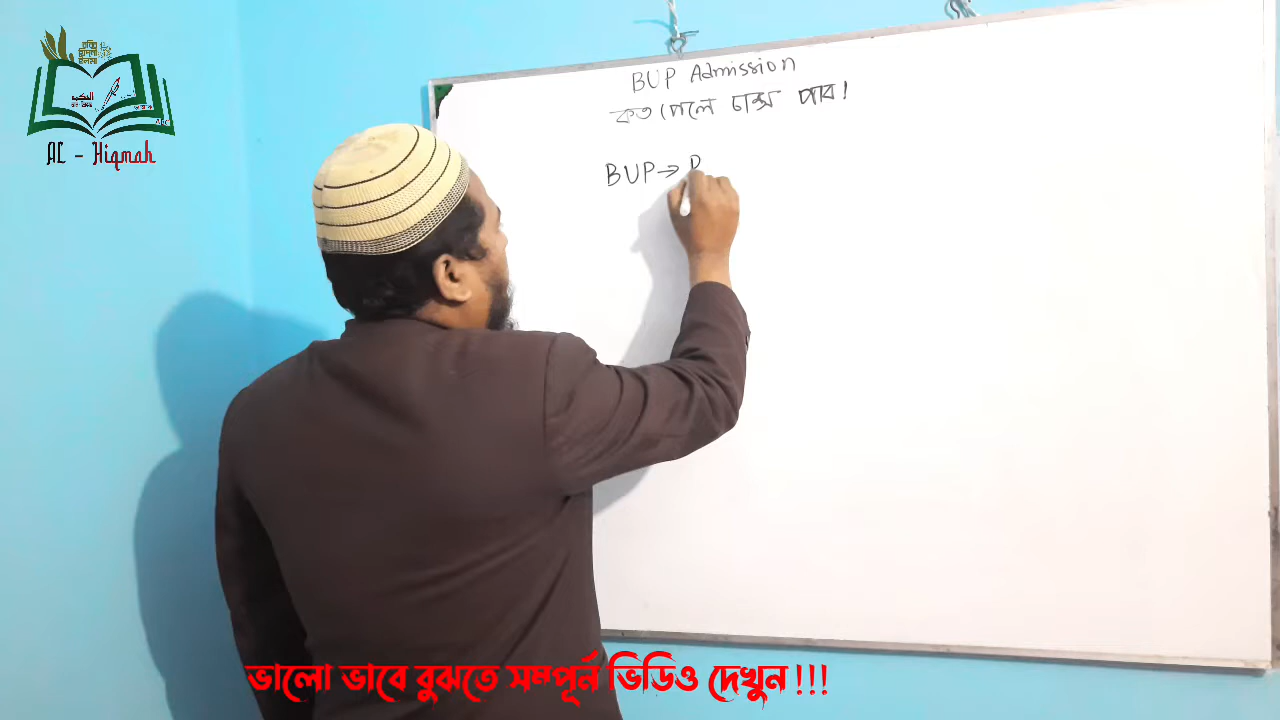 AL - Hiqmah
BUP Admission
কত পেলে চান্স পাব!
BUP→
ভালো ভাবে বুঝতে সম্পূর্ন ভিডিও দেখুন !!!